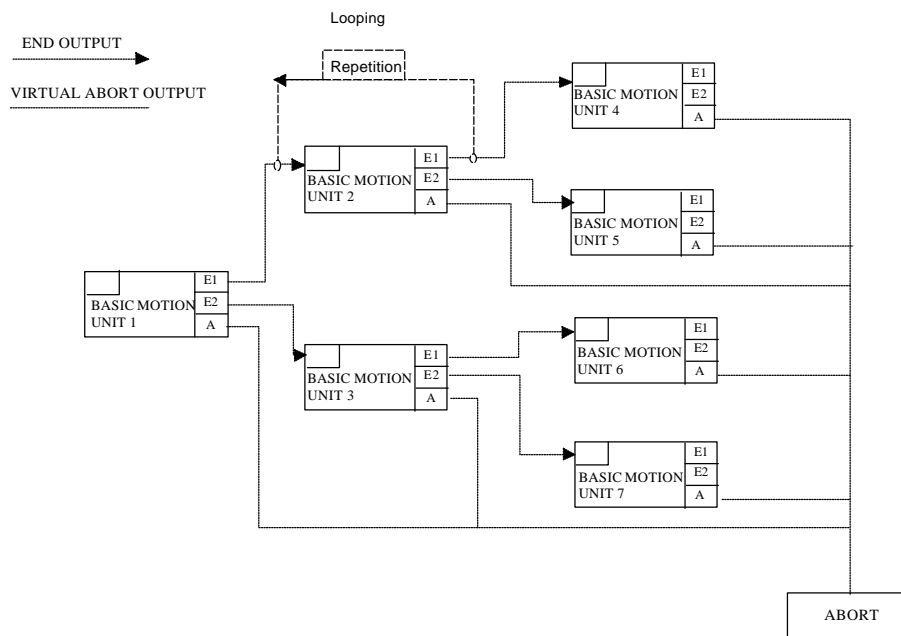 Looping
END OUTPUT
Repetition
VIRTUAL ABORT OUTPUT
BASIC MOTION
UNIT 4
E1
E2
A
BASIC MOTION
UNIT 2
E1
E2
A
BASIC MOTION
UNIT 5
E1
E2
A
BASIC MOTION
UNIT 1
E1
E2
A
BASIC MOTION
UNIT 3
E1
E2
A
BASIC MOTION
UNIT 6
E1
E2
A
BASIC MOTION
UNIT 7
E1
E2
A
ABORT